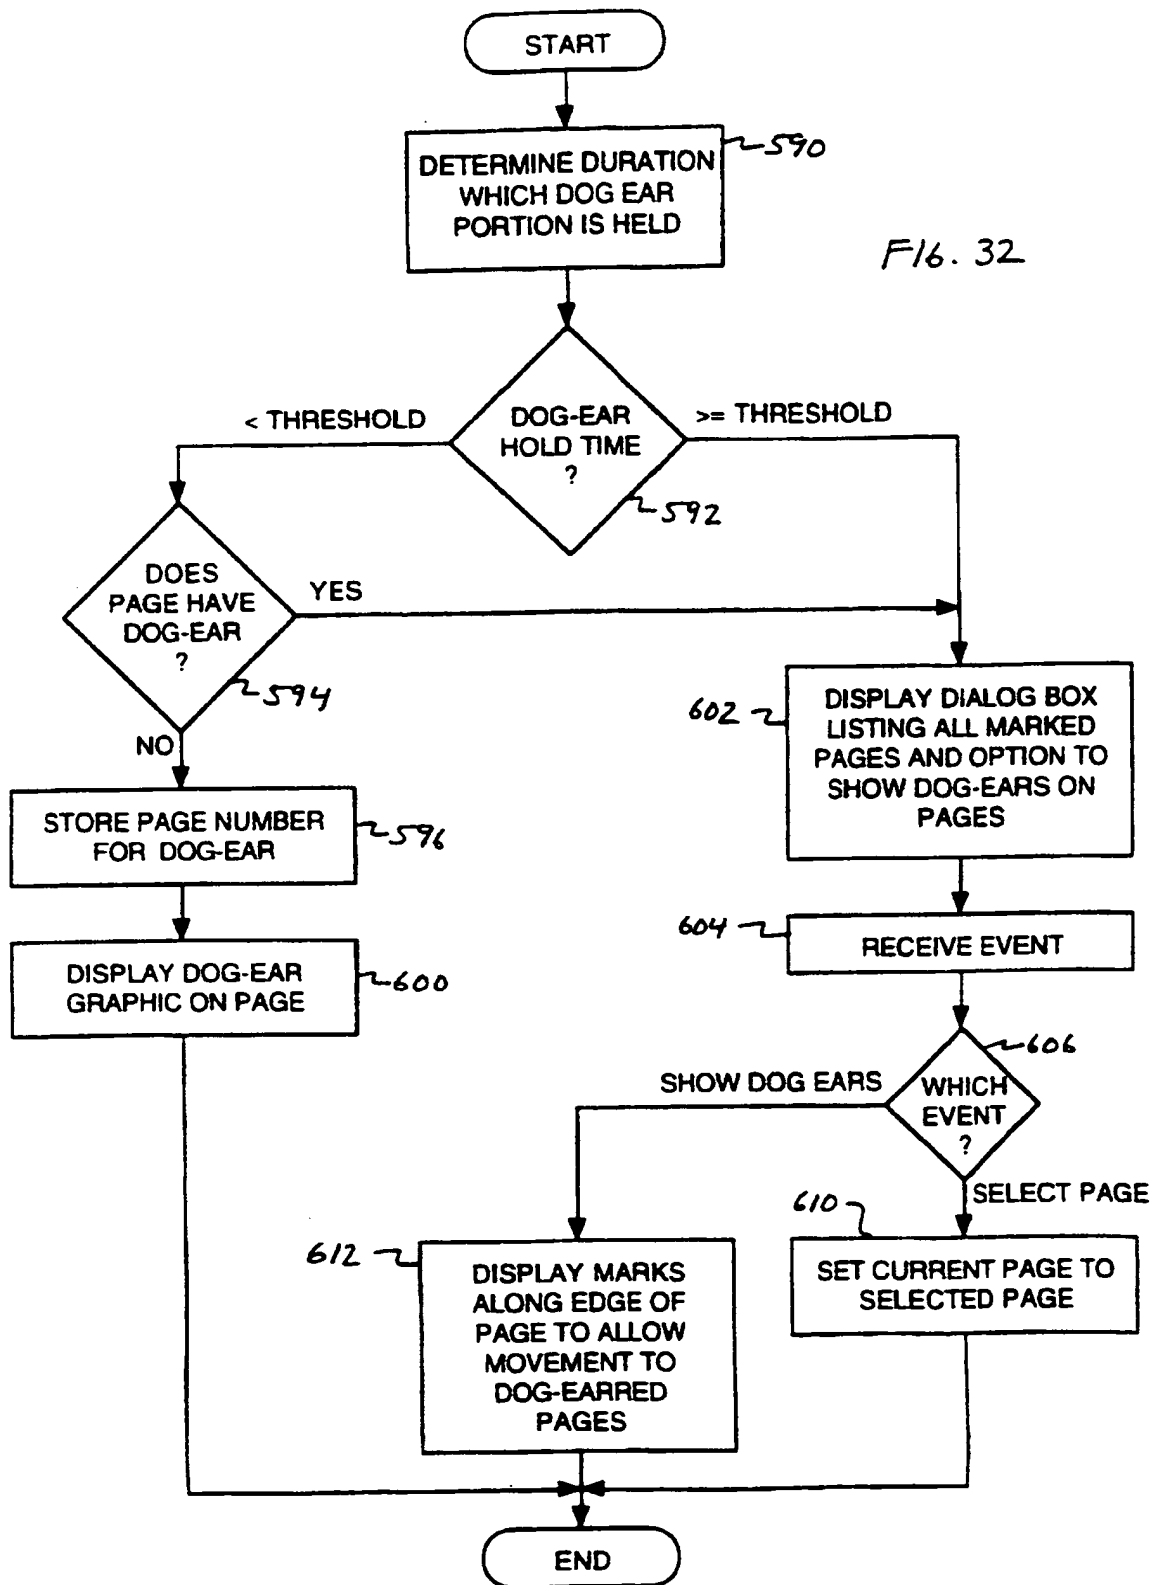 START
590
DETERMINE DURATION
WHICH DOG EAR
PORTION IS HELD
FIG. 32
< THRESHOLD
DOG-EAR
HOLD TIME
?
>= THRESHOLD
592
DOES
PAGE HAVE
DOG-EAR
?
YES
594
NO
STORE PAGE NUMBER
FOR DOG-EAR
596
DISPLAY DOG-EAR
GRAPHIC ON PAGE
600
602
DISPLAY DIALOG BOX
LISTING ALL MARKED
PAGES AND OPTION TO
SHOW DOG-EARS ON
PAGES
604
RECEIVE EVENT
606
SHOW DOG EARS
WHICH
EVENT
?
SELECT PAGE
610
SET CURRENT PAGE TO
SELECTED PAGE
612
DISPLAY MARKS
ALONG EDGE OF
PAGE TO ALLOW
MOVEMENT TO
DOG-EARRED
PAGES
END